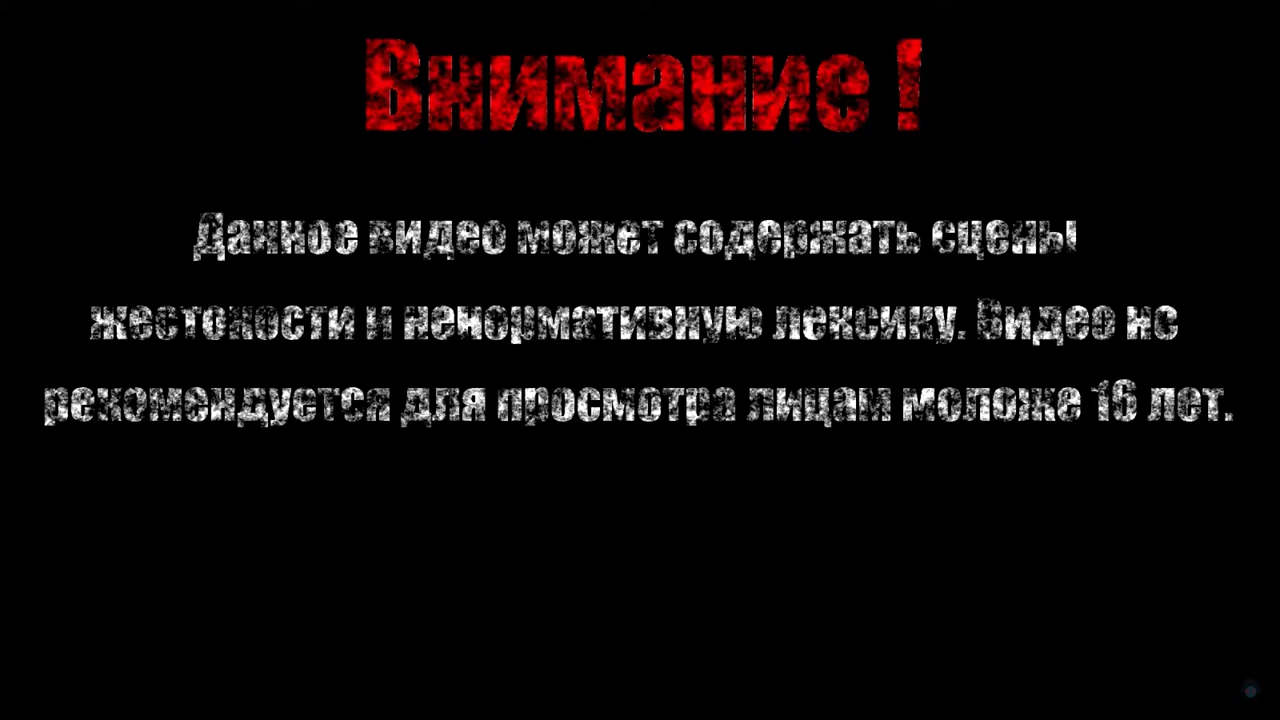 Внимание !
Данное видео может содержать сцены
жестокости и ненормативную лексику. Видео не
рекомендуется для просмотра лицам моложе 16 лет.